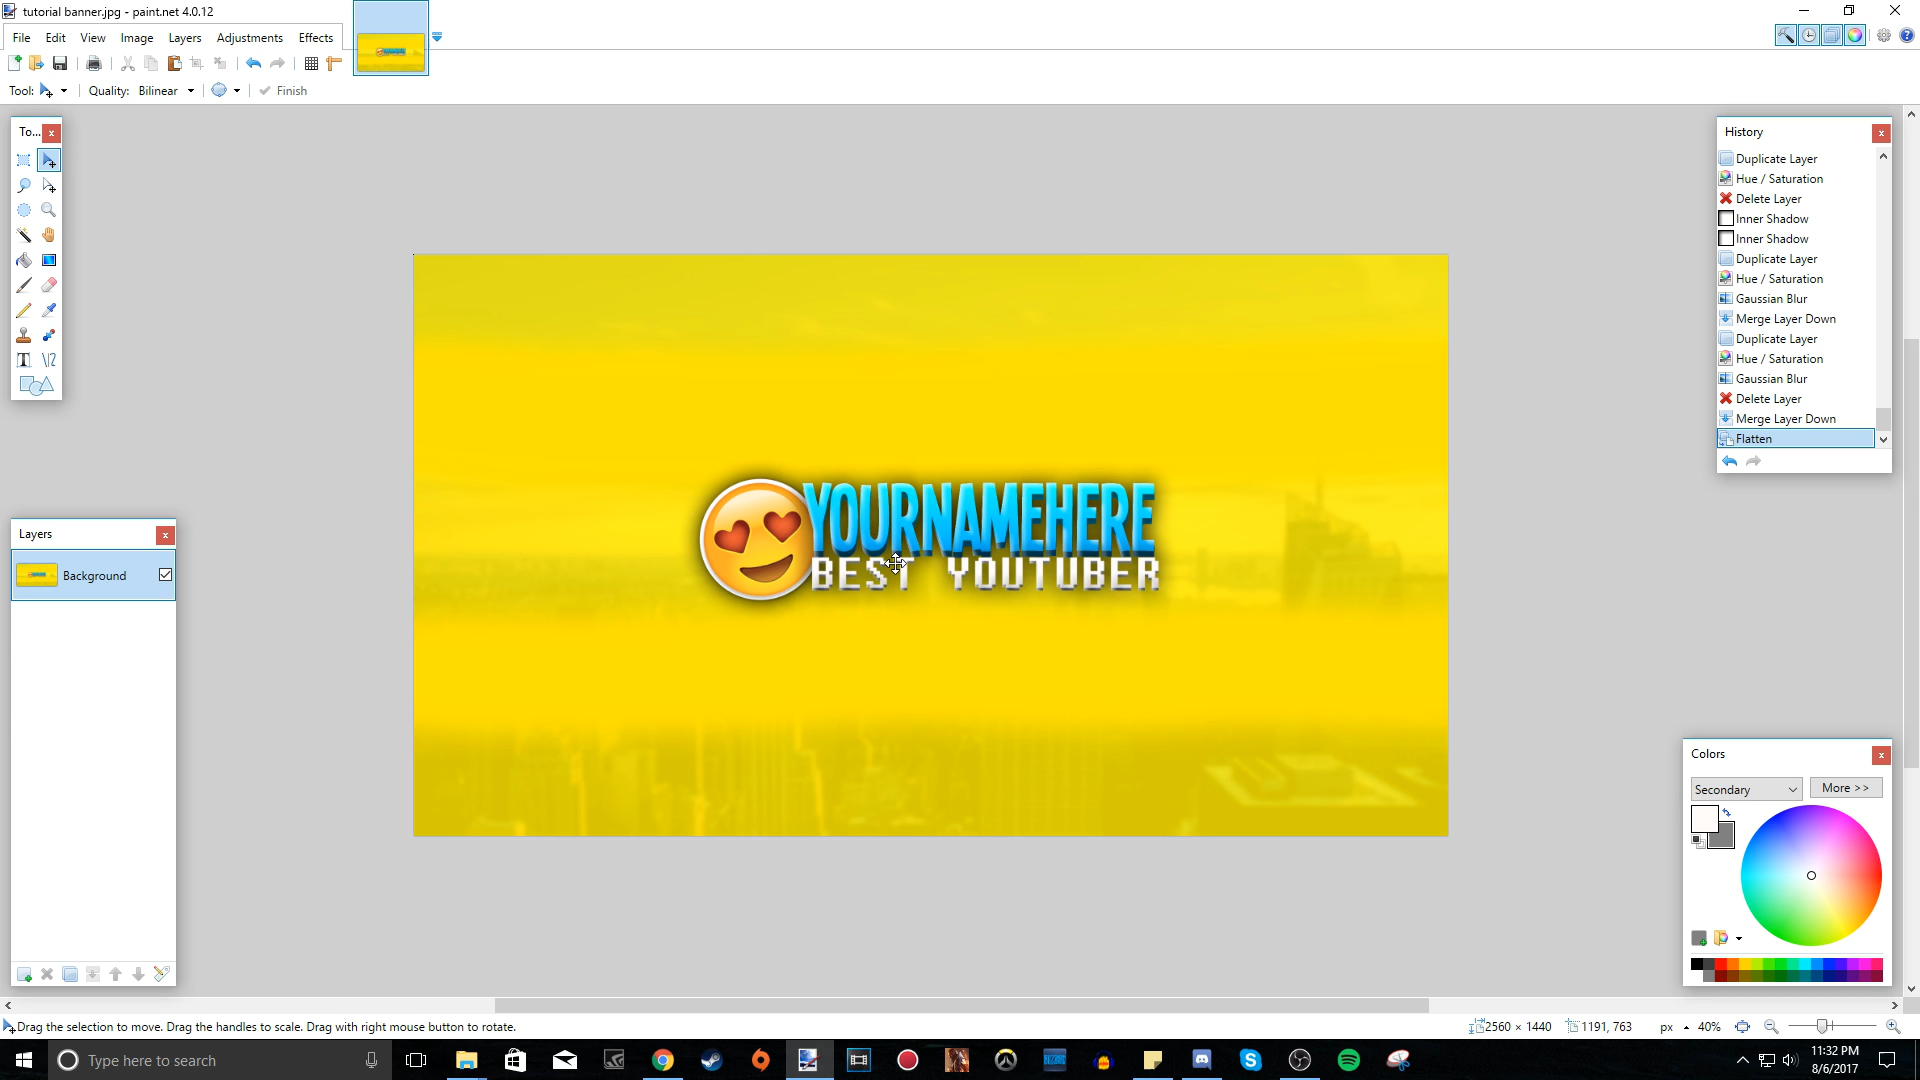 tutorial banner.jpg - paint.net 4.0.12
File Edit View Image Layers Adjustments Effects
Tool: Quality: Bilinear Finish
To...
History
Duplicate Layer
Hue / Saturation
Delete Layer
Inner Shadow
Inner Shadow
Duplicate Layer
Hue / Saturation
Gaussian Blur
Merge Layer Down
Duplicate Layer
Hue / Saturation
Gaussian Blur
Delete Layer
Merge Layer Down
Flatten
YOURNAMEHERE
BEST YOUTUBER
Layers
Background
Colors
Secondary More >>
Drag the selection to move. Drag the handles to scale. Drag with right mouse button to rotate.
2560 × 1440 1191, 763 px 40%
Type here to search
11:32 PM
8/6/2017